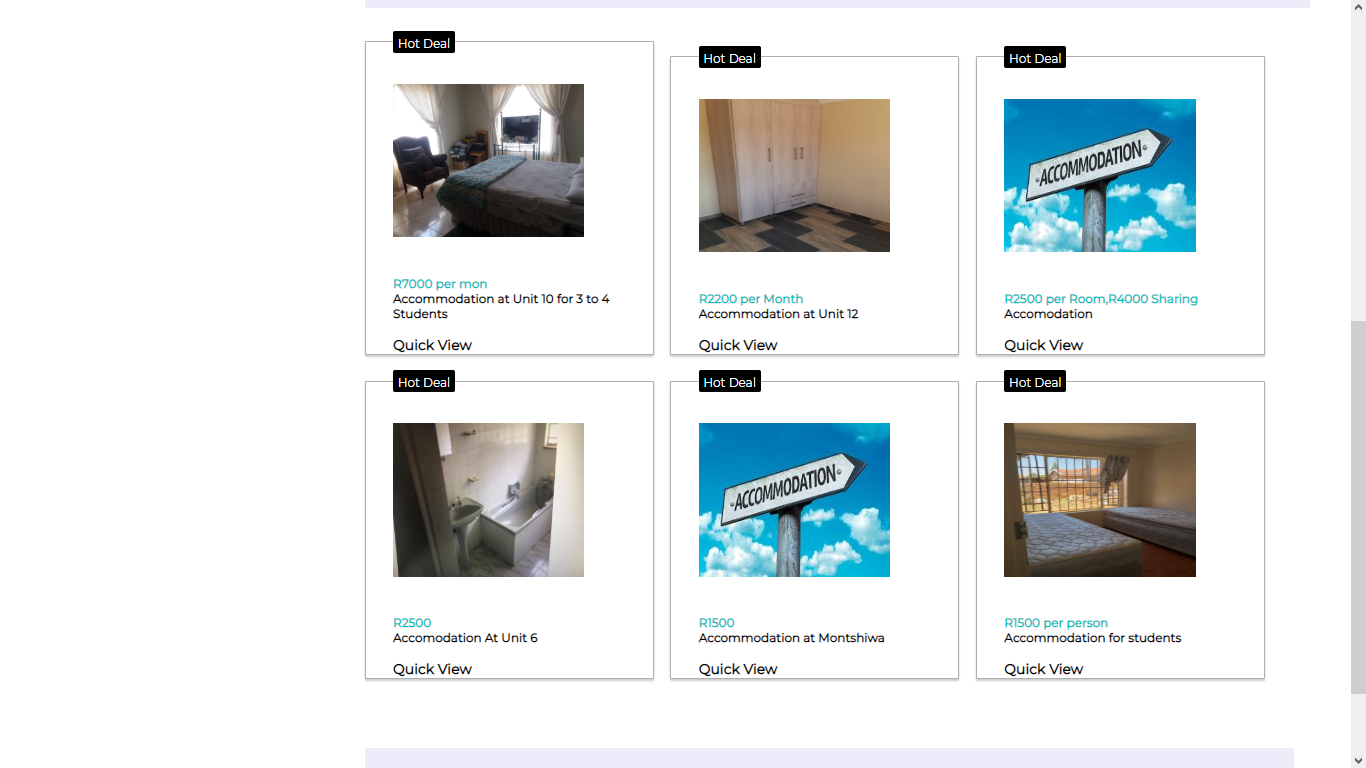 Hot Deal
R7000 per mon
Accommodation at Unit 10 for 3 to 4
Students
Quick View
Hot Deal
R2200 per Month
Accommodation at Unit 12
Quick View
Hot Deal
ACCOMMODATION
R2500 per Room,R4000 Sharing
Accomodation
Quick View
Hot Deal
R2500
Accomodation At Unit 6
Quick View
Hot Deal
ACCOMMODATION
R1500
Accommodation at Montshiwa
Quick View
Hot Deal
R1500 per person
Accommodation for students
Quick View